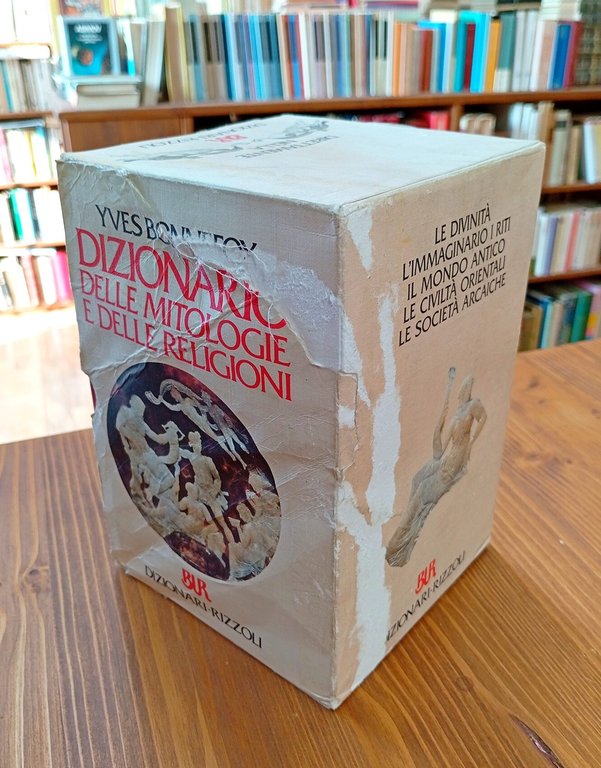 YVES BONNEFOY
DIZIONARIO
DELLE MITOLOGIE
E DELLE RELIGIONI
BUR
DIZIONARI·RIZZOLI
LE DIVINITÀ
L'IMMAGINARIO I RITI
IL MONDO ANTICO
LE CIVILTÀ ORIENTALI
LE SOCIETÀ ARCAICHE
BUR
IZIONARI·RIZZOLI